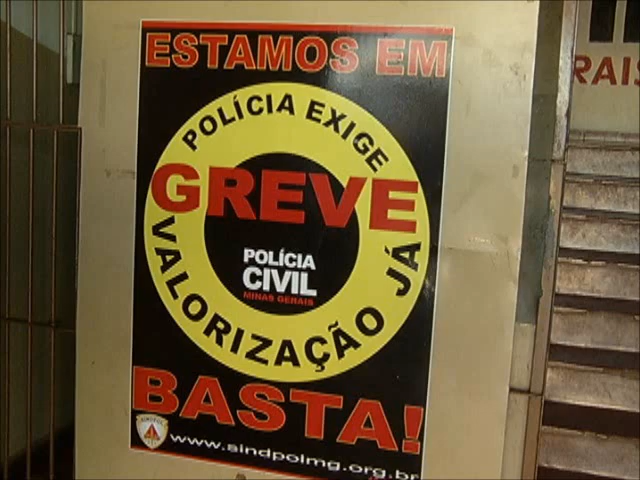 ESTAMOS EM
POLÍCIA EXIGE
GREVE
POLÍCIA
CIVIL
MINAS GERAIS
VALORIZAÇÃO JÁ
BASTA!
www.sindpolmg.org.br
RAIS